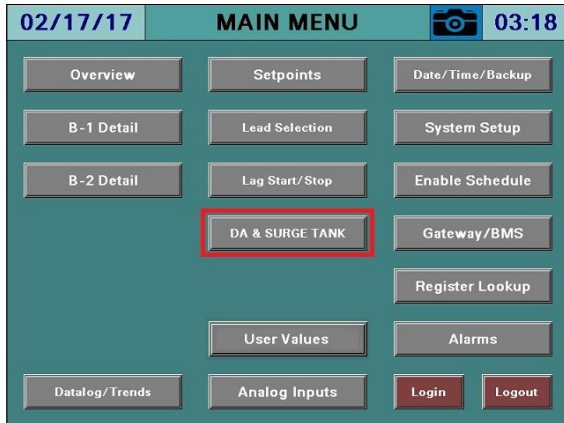 02/17/17 MAIN MENU 03:18
Overview Setpoints Date/Time/Backup
B-1 Detail Lead Selection System Setup
B-2 Detail Lag Start/Stop Enable Schedule
DA & SURGE TANK Gateway/BMS
Register Lookup
User Values Alarms
Datalog/Trends Analog Inputs Login Logout